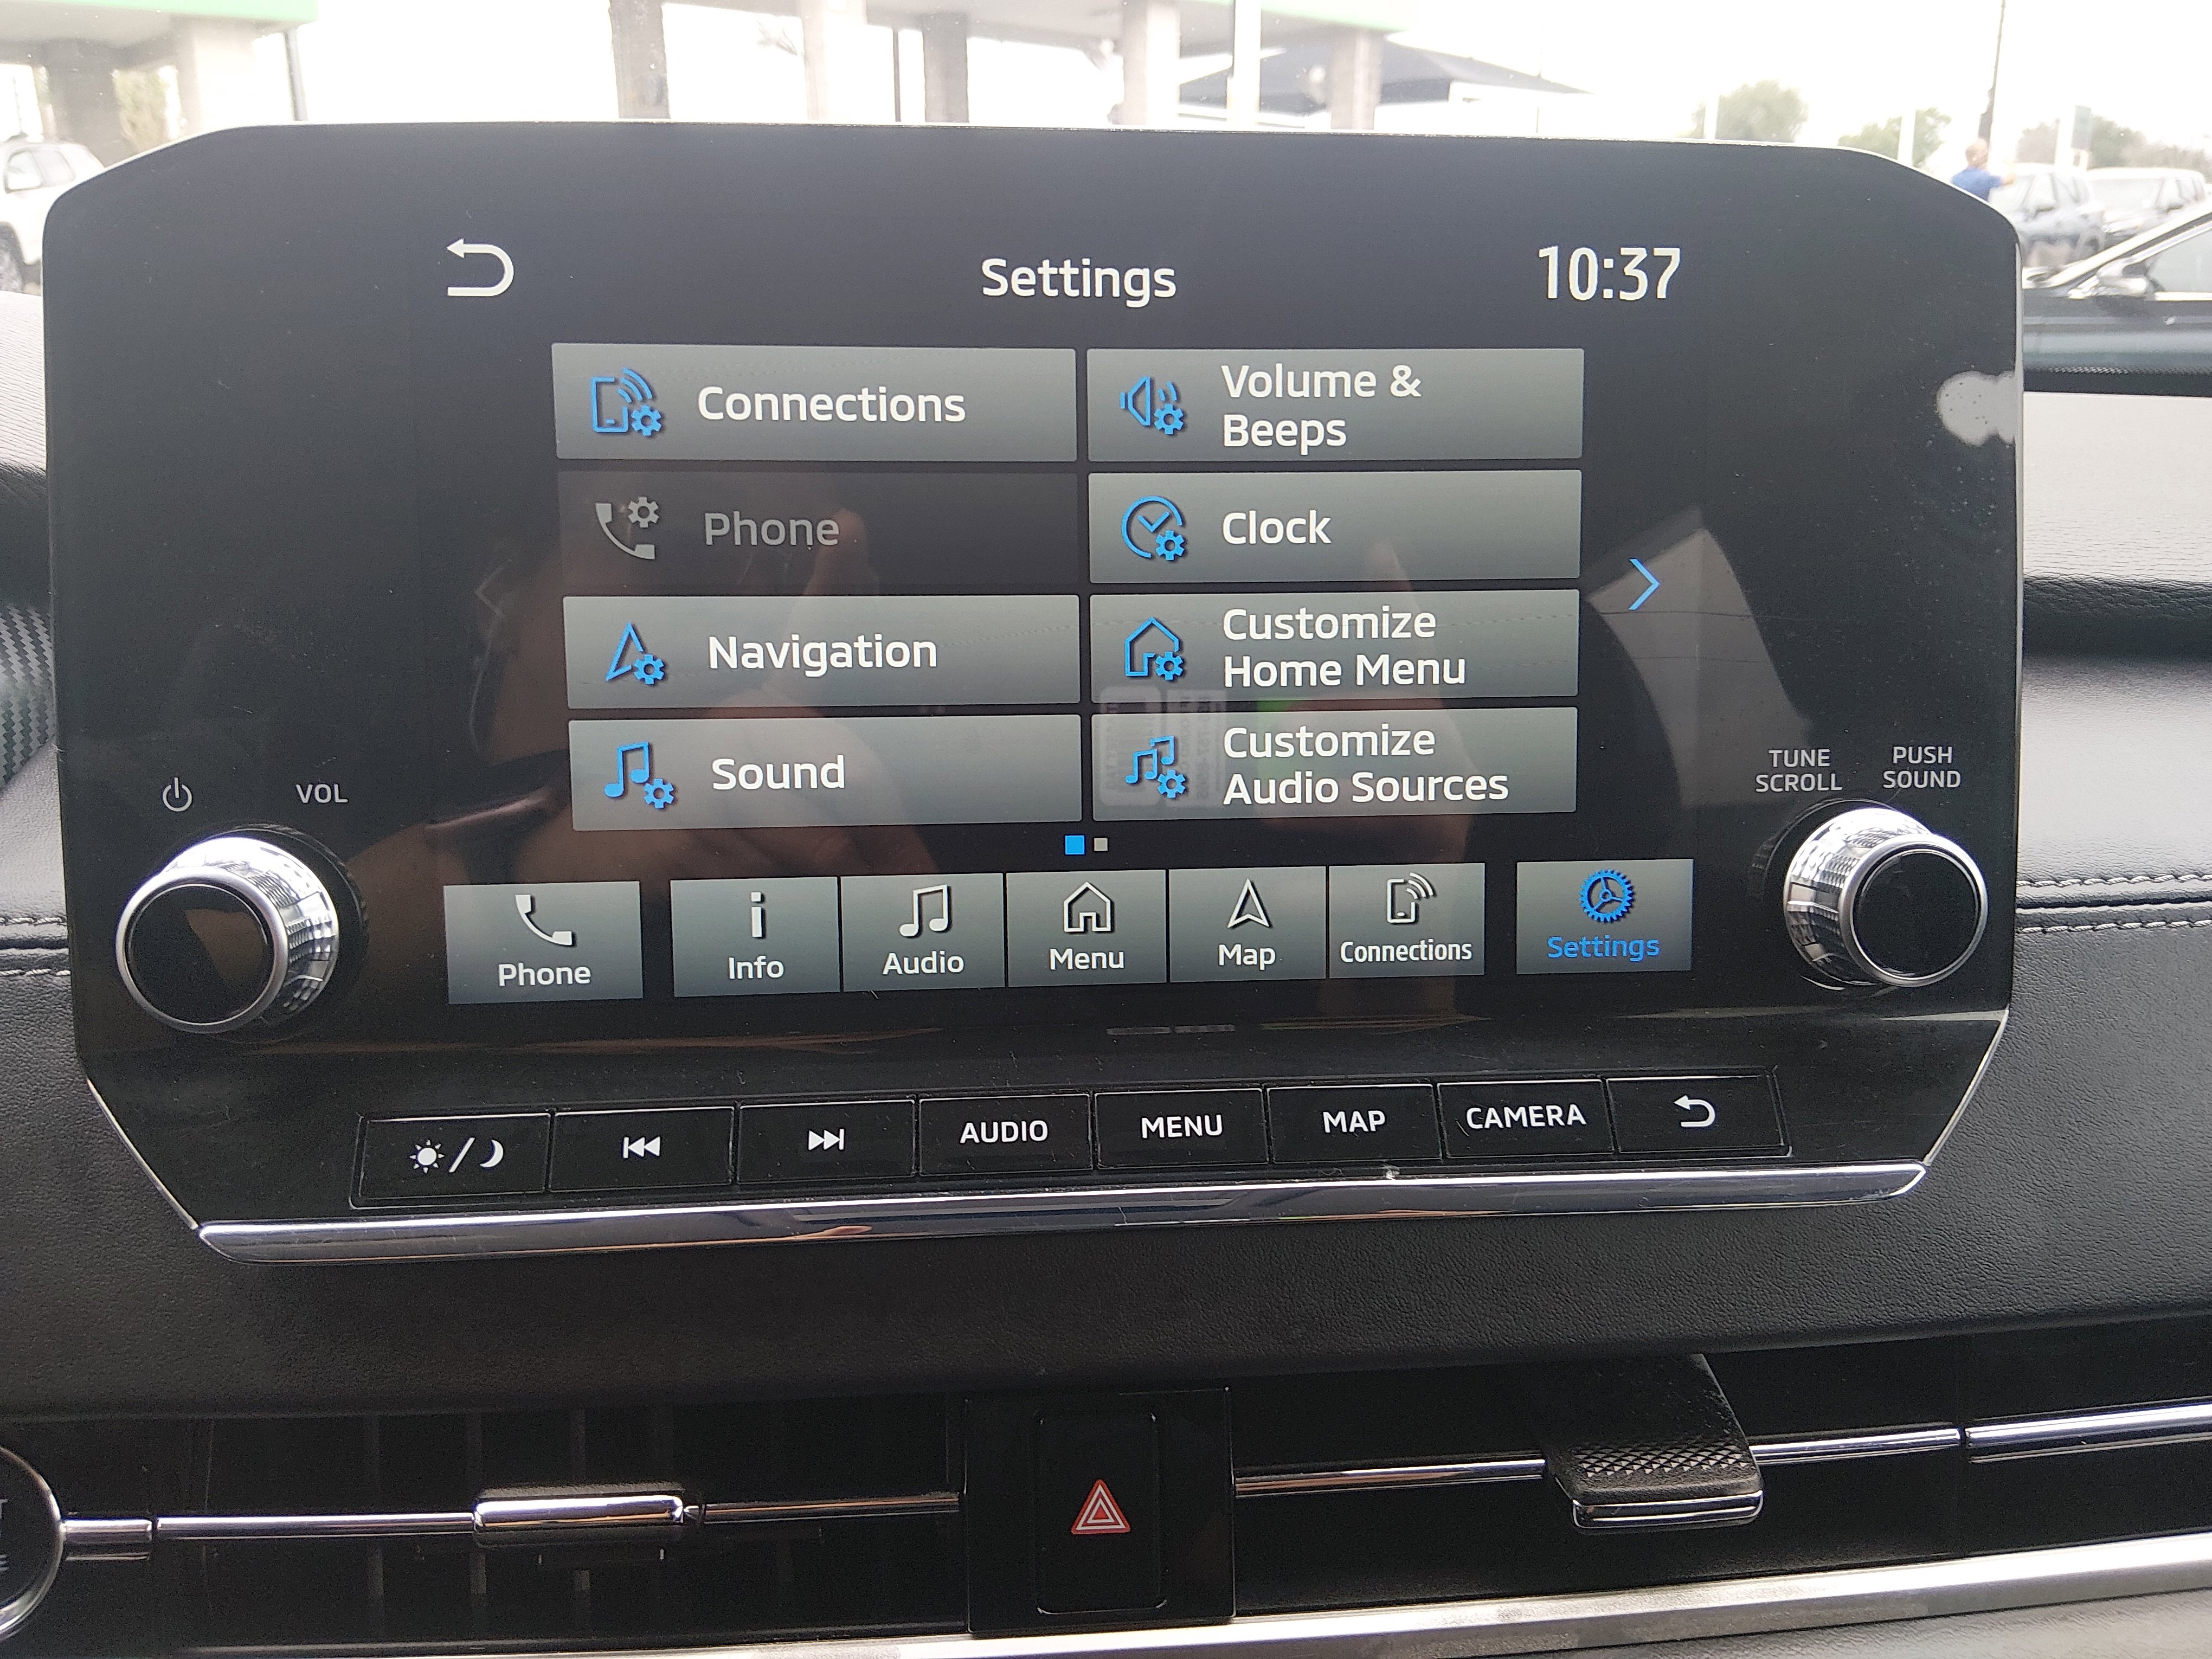 Settings
10:37
Connections
Volume &
Beeps
Phone
Clock
Navigation
Customize
Home Menu
Sound
Customize
Audio Sources
VOL
TUNE
SCROLL
PUSH
SOUND
Phone
Info
Audio
Menu
Map
Connections
Settings
AUDIO
MENU
MAP
CAMERA